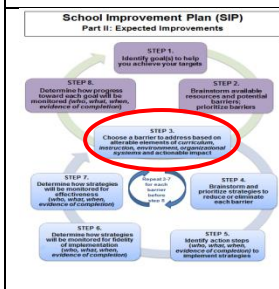 School Improvement Plan (SIP)
Part II: Expected Improvements
STEP 1.
Identify goal(s) to help
you achieve your targets
STEP 2.
Brainstorm available
resources and potential
barriers;
prioritize barriers
STEP 3.
Choose a barrier to address based on
alterable elements of curriculum,
instruction, environment, organizational
systems and actionable impact
STEP 4.
Brainstorm and
prioritize strategies to
reduce or eliminate
each barrier
STEP 5.
Identify action steps
(who, what, when,
evidence of completion) to
implement strategies
STEP 6.
Determine how strategies
will be monitored for fidelity
of implementation (who,
what, when,
evidence of completion)
STEP 7.
Determine how strategies
will be monitored for
effectiveness
(who, what, when,
evidence of completion)
STEP 8.
Determine how progress
toward each goal will be
monitored (who, what, when,
evidence of completion)
Repeat 3-7
for each
barrier
before
step 8